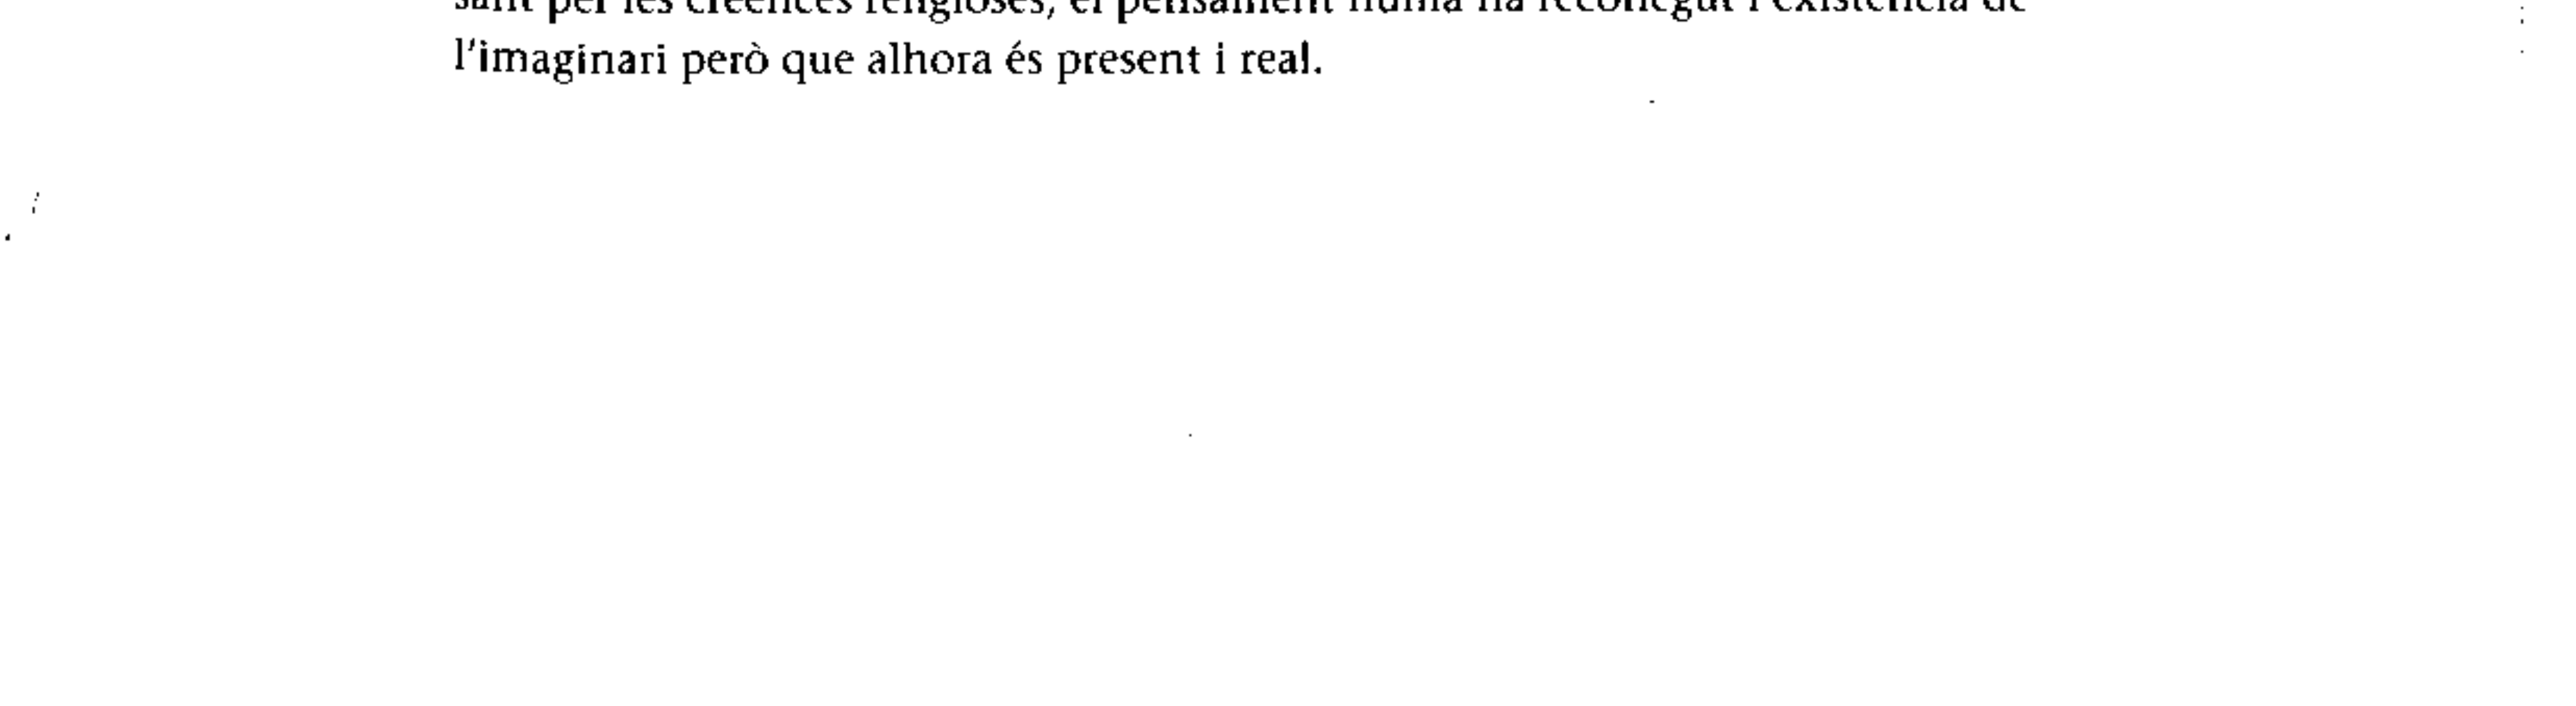 sant per les creences religioses, el pensament humà ha reconegut l'existència de
l'imaginari però que alhora és present i real.